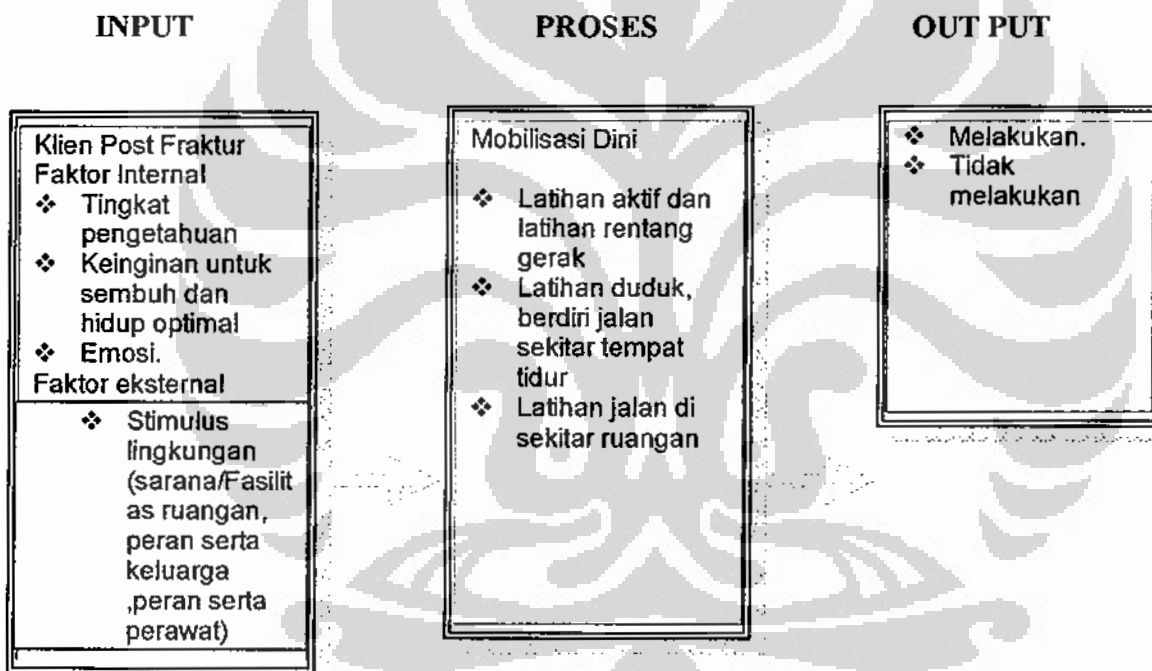 INPUT
PROSES
OUT PUT
Klien Post Fraktur
Faktor Internal
❖ Tingkat
pengetahuan
❖ Keinginan untuk
sembuh dan
hidup optimal
❖ Emosi.
Faktor eksternal
❖ Stimulus
lingkungan
(sarana/Fasilit
as ruangan,
peran serta
keluarga
,peran serta
perawat)
Mobilisasi Dini
❖ Latihan aktif dan
latihan rentang
gerak
❖ Latihan duduk,
berdiri jalan
sekitar tempat
tidur
❖ Latihan jalan di
sekitar ruangan
❖ Melakukan.
❖ Tidak
melakukan